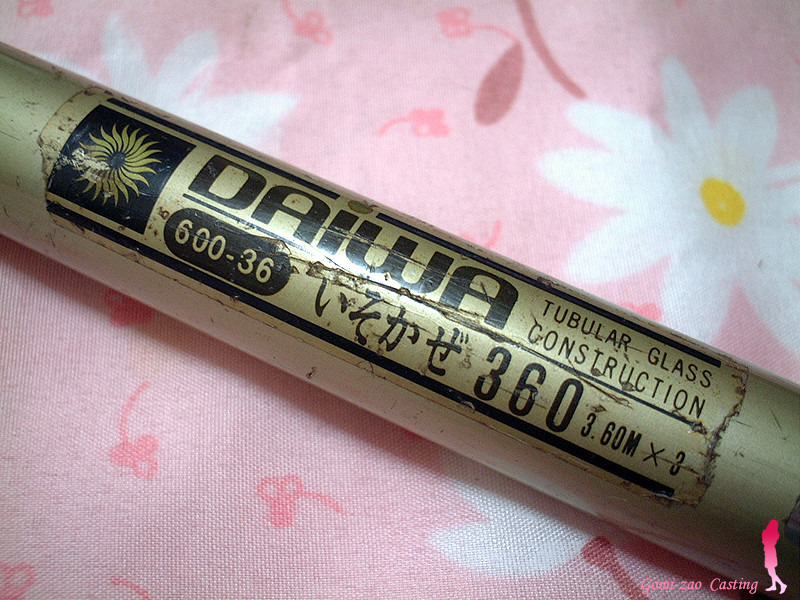 DAIWA
600-36
いそかぜ 360
3.60M × 3
TUBULAR GLASS
CONSTRUCTION
Gomi-zao Casting